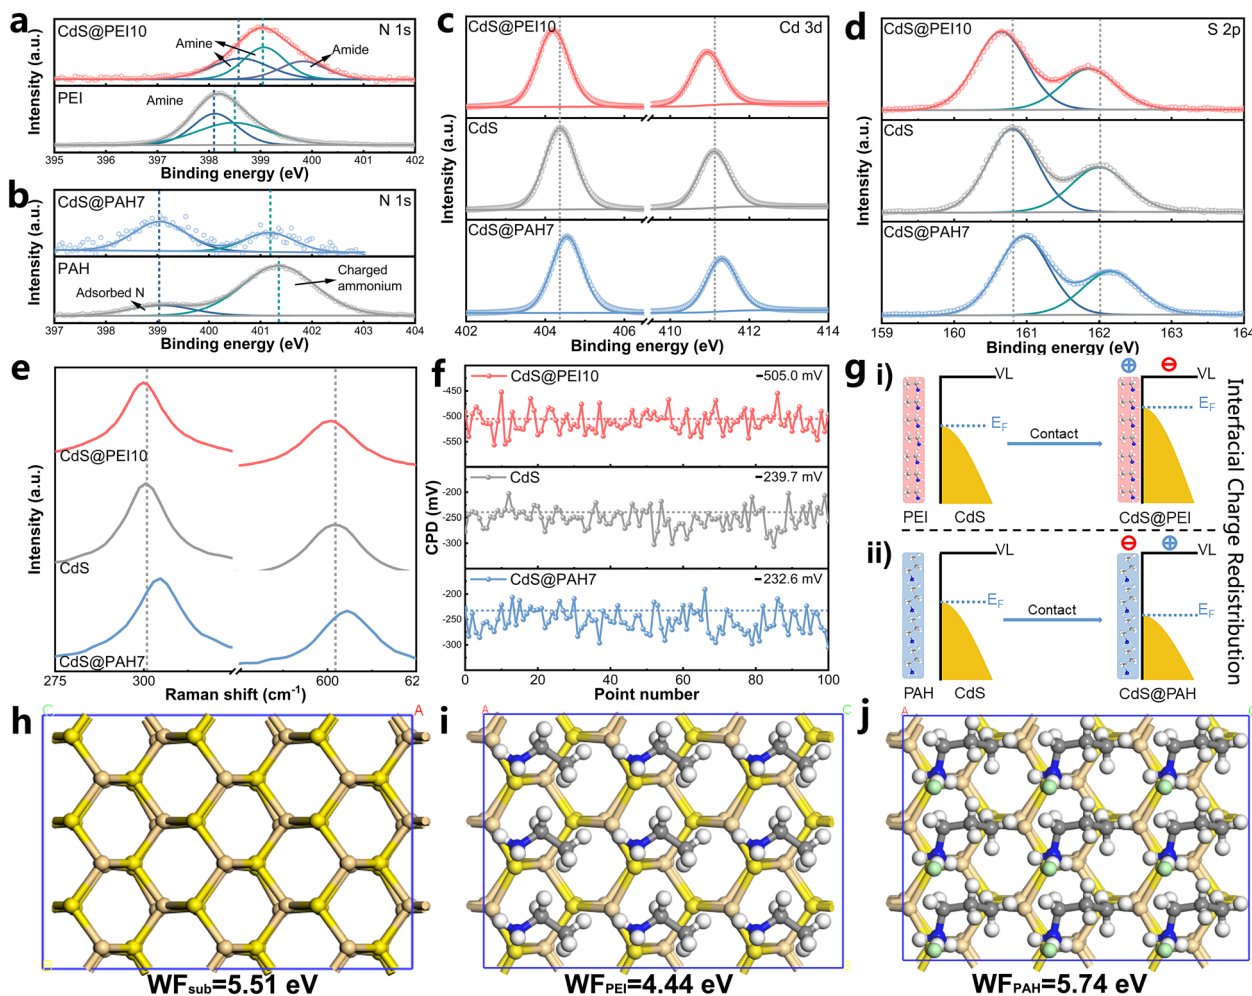 a
CdS@PEI10
N 1s
Amine
Amide
PEI
Amine
Intensity (a.u.)
395 396 397 398 399 400 401 402
Binding energy (eV)
b
CdS@PAH7
N 1s
PAH
Adsorbed N
Charged
ammonium
Intensity (a.u.)
397 398 399 400 401 402 403 404
Binding energy (eV)
c
CdS@PEI10
Cd 3d
CdS
CdS@PAH7
Intensity (a.u.)
402 404 406 410 412 414
Binding energy (eV)
d
CdS@PEI10
S 2p
CdS
CdS@PAH7
Intensity (a.u.)
159 160 161 162 163 164
Binding energy (eV)
e
CdS@PEI10
CdS
CdS@PAH7
Intensity (a.u.)
275 300 600 62
Raman shift (cm-1)
f
CdS@PEI10
−505.0 mV
-450
-500
-550
CdS
−239.7 mV
-200
-250
-300
CdS@PAH7
−232.6 mV
-200
-250
-300
CPD (mV)
0 20 40 60 80 100
Point number
g
i)
VL
EF
Contact
VL
EF
PEI CdS
CdS@PEI
ii)
VL
EF
Contact
VL
EF
PAH CdS
CdS@PAH
Interfacial Charge Redistribution
h
C
A
B
WFsub=5.51 eV
i
A
C
B
WFPEI=4.44 eV
j
A
WFPAH=5.74 eV